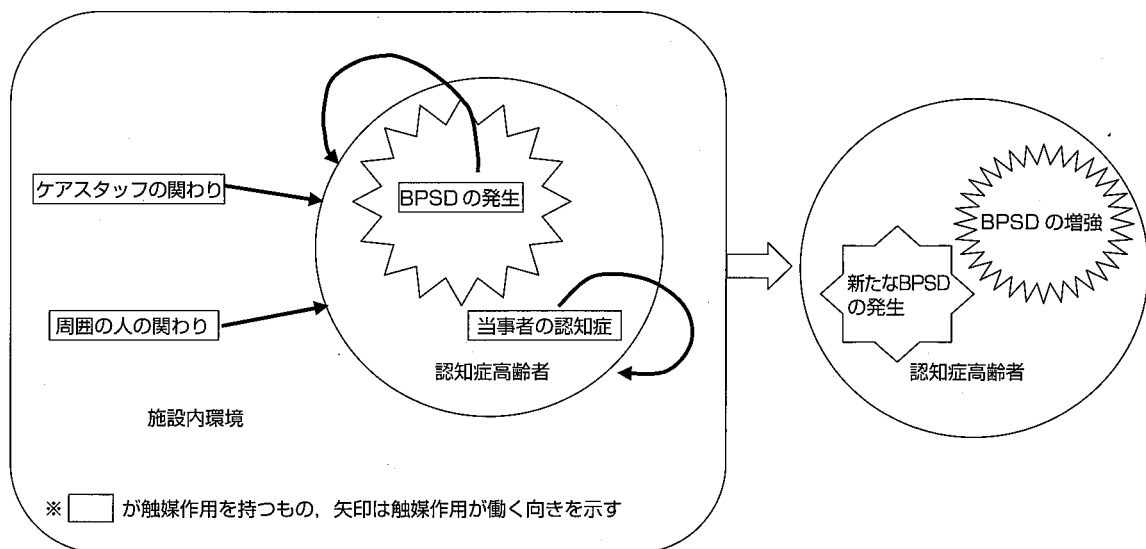 ケアスタッフの関わり
BPSDの発生
周囲の人の関わり
当事者の認知症
認知症高齢者
施設内環境
※ が触媒作用を持つもの，矢印は触媒作用が働く向きを示す
BPSDの増強
新たなBPSD
の発生
認知症高齢者